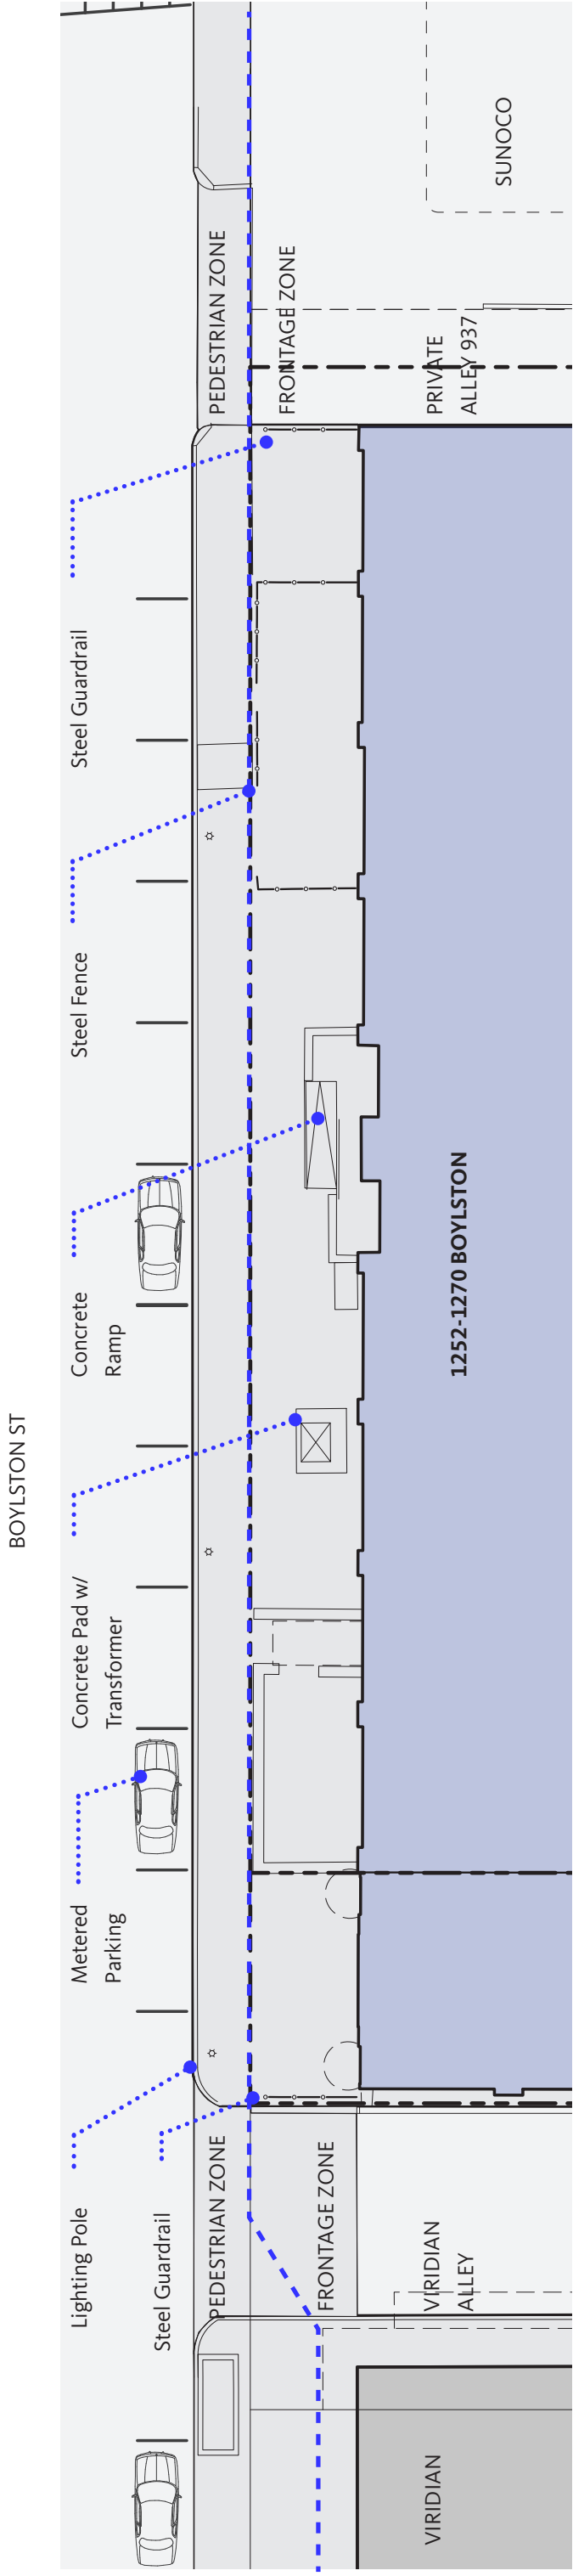 BOYLSTON ST
Lighting Pole
Metered
Parking
Concrete Pad w/
Transformer
Concrete
Ramp
Steel Fence
Steel Guardrail
Steel Guardrail
PEDESTRIAN ZONE
PEDESTRIAN ZONE
FRONTAGE ZONE
FRONTAGE ZONE
VIRIDIAN
VIRIDIAN
ALLEY
1252-1270 BOYLSTON
PRIVATE
ALLEY 937
SUNOCO